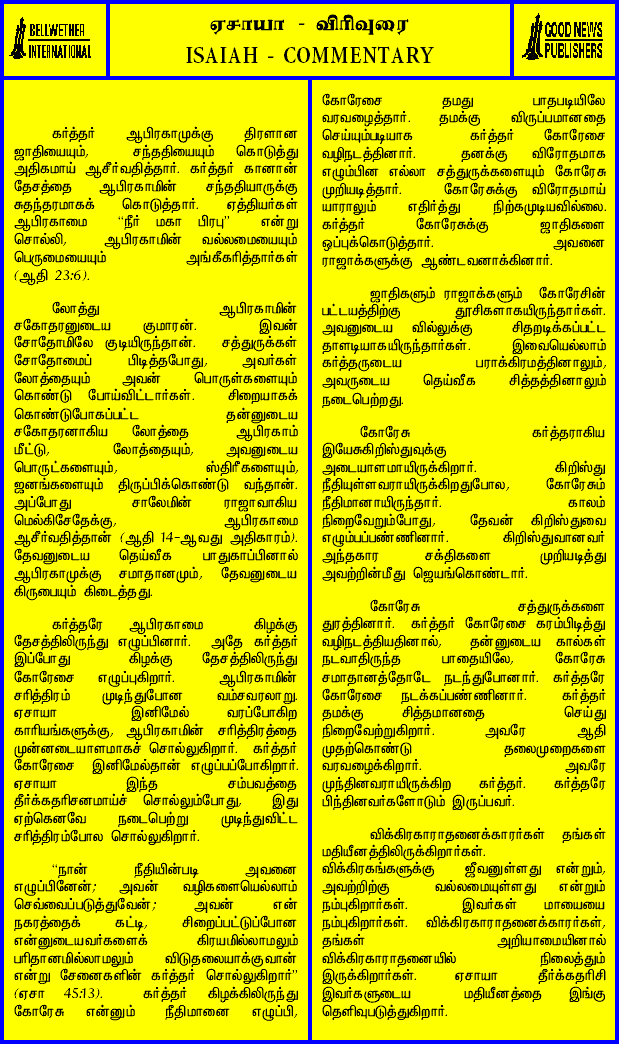 BELLWETHER
INTERNATIONAL
ஏசாயா - விரிவுரை
ISAIAH - COMMENTARY
GOOD NEWS
PUBLISHERS
கர்த்தர் ஆபிரகாமுக்கு திரளான
ஜாதியையும், சந்ததியையும் கொடுத்து
அதிகமாய் ஆசீர்வதித்தார். கர்த்தர் கானான்
தேசத்தை ஆபிரகாமின் சந்ததியாருக்கு
சுதந்தரமாகக் கொடுத்தார். ஏத்தியர்கள்
ஆபிரகாமை “நீர் மகா பிரபு” என்று
சொல்லி, ஆபிரகாமின் வல்லமையையும்
பெருமையையும் அங்கீகரித்தார்கள்
(ஆதி 23:6).
லோத்து ஆபிரகாமின்
சகோதரனுடைய குமாரன். இவன்
சோதோமிலே குடியிருந்தான். சத்துருக்கள்
சோதோமைப் பிடித்தபோது, அவர்கள்
லோத்தையும் அவன் பொருள்களையும்
கொண்டு போய்விட்டார்கள். சிறையாகக்
கொண்டுபோகப்பட்ட தன்னுடைய
சகோதரனாகிய லோத்தை ஆபிரகாம்
மீட்டு, லோத்தையும், அவனுடைய
பொருட்களையும், ஸ்திரீகளையும்,
ஜனங்களையும் திருப்பிக்கொண்டு வந்தான்.
அப்போது சாலேமின் ராஜாவாகிய
மெல்கிசேதேக்கு, ஆபிரகாமை
ஆசீர்வதித்தான் (ஆதி 14-ஆவது அதிகாரம்).
தேவனுடைய தெய்வீக பாதுகாப்பினால்
ஆபிரகாமுக்கு சமாதானமும், தேவனுடைய
கிருபையும் கிடைத்தது.
கர்த்தரே ஆபிரகாமை கிழக்கு
தேசத்திலிருந்து எழுப்பினார். அதே கர்த்தர்
இப்போது கிழக்கு தேசத்திலிருந்து
கோரேசை எழுப்புகிறார். ஆபிரகாமின்
சரித்திரம் முடிந்துபோன வம்சவரலாறு.
ஏசாயா இனிமேல் வரப்போகிற
காரியங்களுக்கு, ஆபிரகாமின் சரித்திரத்தை
முன்னடையாளமாகச் சொல்லுகிறார். கர்த்தர்
கோரேசை இனிமேல்தான் எழுப்பப்போகிறார்.
ஏசாயா இந்த சம்பவத்தை
தீர்க்கதரிசனமாய்ச் சொல்லும்போது, இது
ஏற்கெனவே நடைபெற்று முடிந்துவிட்ட
சரித்திரம்போல சொல்லுகிறார்.
“நான் நீதியின்படி அவனை
எழுப்பினேன்; அவன் வழிகளையெல்லாம்
செவ்வைப்படுத்துவேன்; அவன் என்
நகரத்தைக் கட்டி, சிறைப்பட்டுப்போன
என்னுடையவர்களைக் கிரயமில்லாமலும்
பரிதானமில்லாமலும் விடுதலையாக்குவான்
என்று சேனைகளின் கர்த்தர் சொல்லுகிறார்”
(ஏசா 45:13). கர்த்தர் கிழக்கிலிருந்து
கோரேசு என்னும் நீதிமானை எழுப்பி,
கோரேசை தமது பாதபடியிலே
வரவழைத்தார். தமக்கு விருப்பமானதை
செய்யும்படியாக கர்த்தர் கோரேசை
வழிநடத்தினார். தனக்கு விரோதமாக
எழும்பின எல்லா சத்துருக்களையும் கோரேசு
முறியடித்தார். கோரேசுக்கு விரோதமாய்
யாராலும் எதிர்த்து நிற்கமுடியவில்லை.
கர்த்தர் கோரேசுக்கு ஜாதிகளை
ஒப்புக்கொடுத்தார். அவனை
ராஜாக்களுக்கு ஆண்டவனாக்கினார்.
ஜாதிகளும் ராஜாக்களும் கோரேசின்
பட்டயத்திற்கு தூசிகளாகயிருந்தார்கள்.
அவனுடைய வில்லுக்கு சிதறடிக்கப்பட்ட
தாளடியாகயிருந்தார்கள். இவையெல்லாம்
கர்த்தருடைய பராக்கிரமத்தினாலும்,
அவருடைய தெய்வீக சித்தத்தினாலும்
நடைபெற்றது.
கோரேசு கர்த்தராகிய
இயேசுகிறிஸ்துவுக்கு
அடையாளமாயிருக்கிறார். கிறிஸ்து
நீதியுள்ளவராயிருக்கிறதுபோல, கோரேசும்
நீதிமானாயிருந்தார். காலம்
நிறைவேறும்போது, தேவன் கிறிஸ்துவை
எழும்பப்பண்ணினார். கிறிஸ்துவானவர்
அந்தகார சக்திகளை முறியடித்து
அவற்றின்மீது ஜெயங்கொண்டார்.
கோரேசு சத்துருக்களை
துரத்தினார். கர்த்தர் கோரேசை கரம்பிடித்து
வழிநடத்தியதினால், தன்னுடைய கால்கள்
நடவாதிருந்த பாதையிலே, கோரேசு
சமாதானத்தோடே நடந்துபோனார். கர்த்தரே
கோரேசை நடக்கப்பண்ணினார். கர்த்தர்
தமக்கு சித்தமானதை செய்து
நிறைவேற்றுகிறார். அவரே ஆதி
முதற்கொண்டு தலைமுறைகளை
வரவழைக்கிறார். அவரே
முந்தினவராயிருக்கிற கர்த்தர். கர்த்தரே
பிந்தினவர்களோடும் இருப்பவர்.
விக்கிரகாராதனைக்காரர்கள் தங்கள்
மதியீனத்திலிருக்கிறார்கள்.
விக்கிரகங்களுக்கு ஜீவனுள்ளது என்றும்,
அவற்றிற்கு வல்லமையுள்ளது என்றும்
நம்புகிறார்கள். இவர்கள் மாயையை
நம்புகிறார்கள். விக்கிரகாராதனைக்காரர்கள்,
தங்கள் அறியாமையினால்
விக்கிரகாராதனையில் நிலைத்தும்
இருக்கிறார்கள். ஏசாயா தீர்க்கதரிசி
இவர்களுடைய மதியீனத்தை இங்கு
தெளிவுபடுத்துகிறார்.